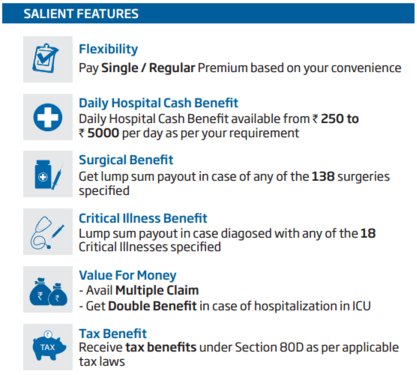 SALIENT FEATURES
Flexibility
Pay Single / Regular Premium based on your convenience
Daily Hospital Cash Benefit
Daily Hospital Cash Benefit available from ₹ 250 to
₹ 5000 per day as per your requirement
Surgical Benefit
Get lump sum payout in case of any of the 138 surgeries
specified
Critical Illness Benefit
Lump sum payout in case diagosed with any of the 18
Critical Illnesses specified
Value For Money
- Avail Multiple Claim
- Get Double Benefit in case of hospitalization in ICU
₹ ₹
Tax Benefit
₹
TAX
Receive tax benefits under Section 80D as per applicable
tax laws